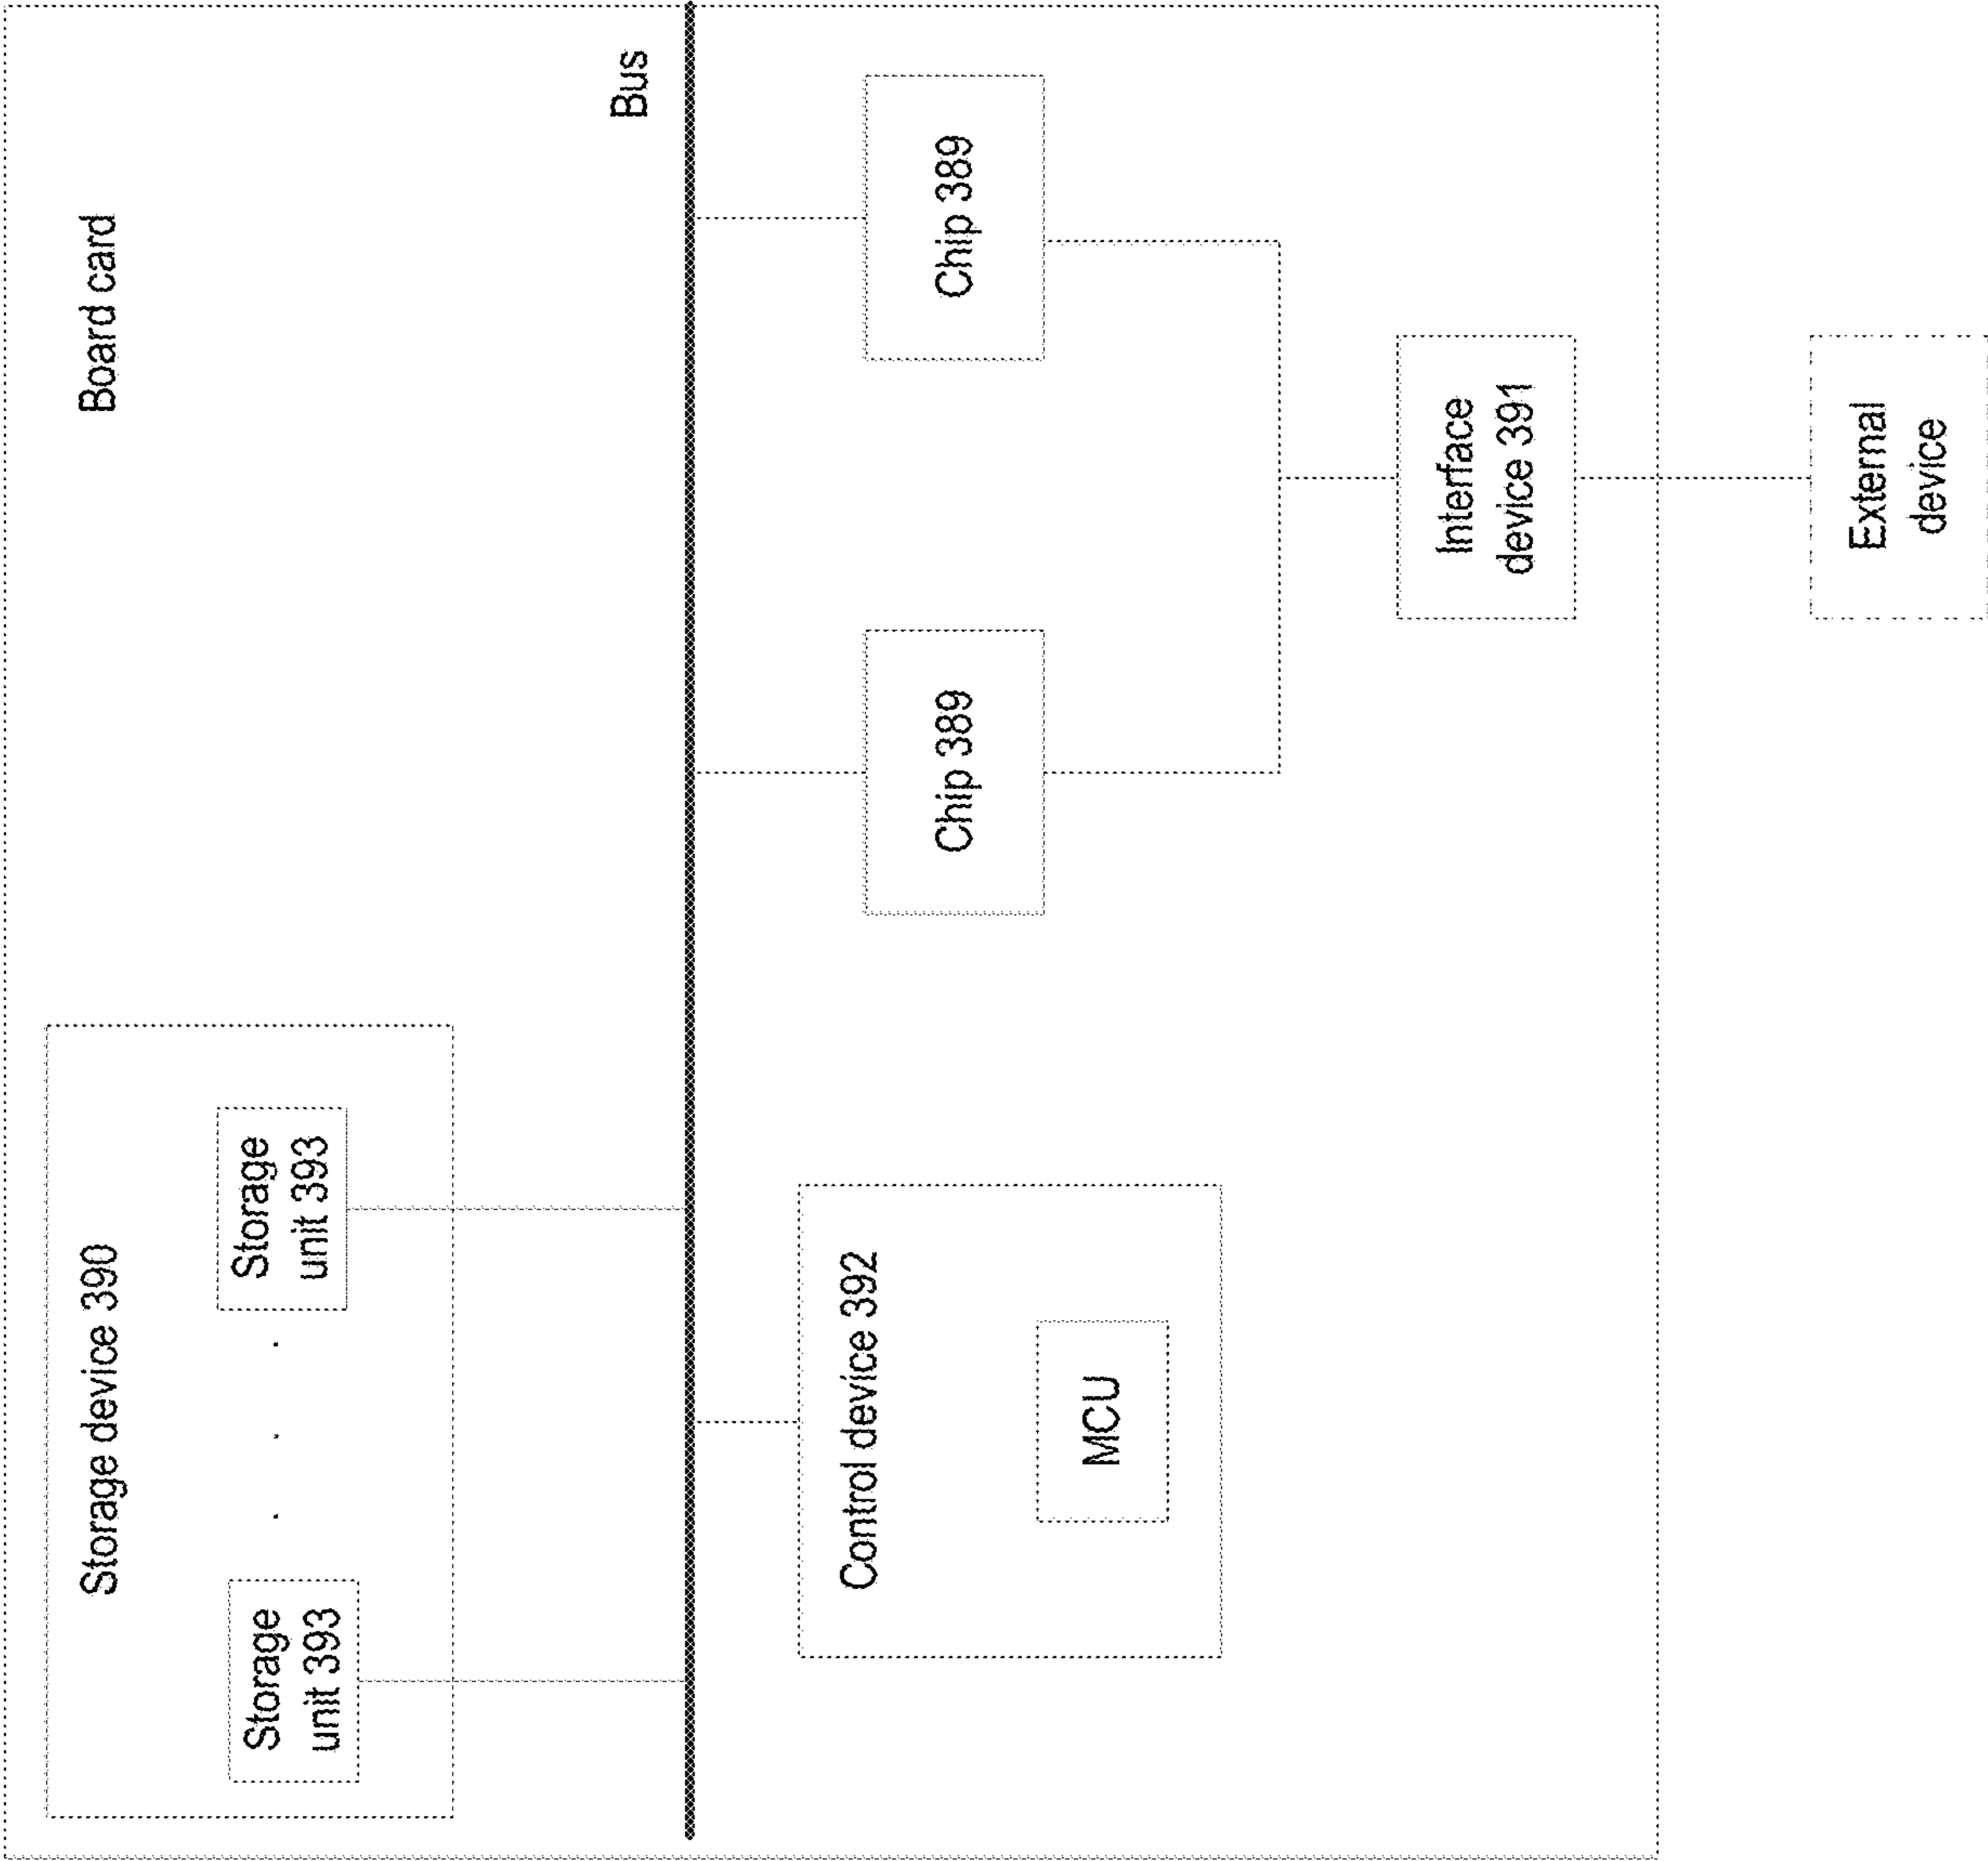 Board card
Storage device 390
Storage
unit 393
. . .
Storage
unit 393
Bus
Control device 392
MCU
Chip 389
Chip 389
Interface
device 391
External
device